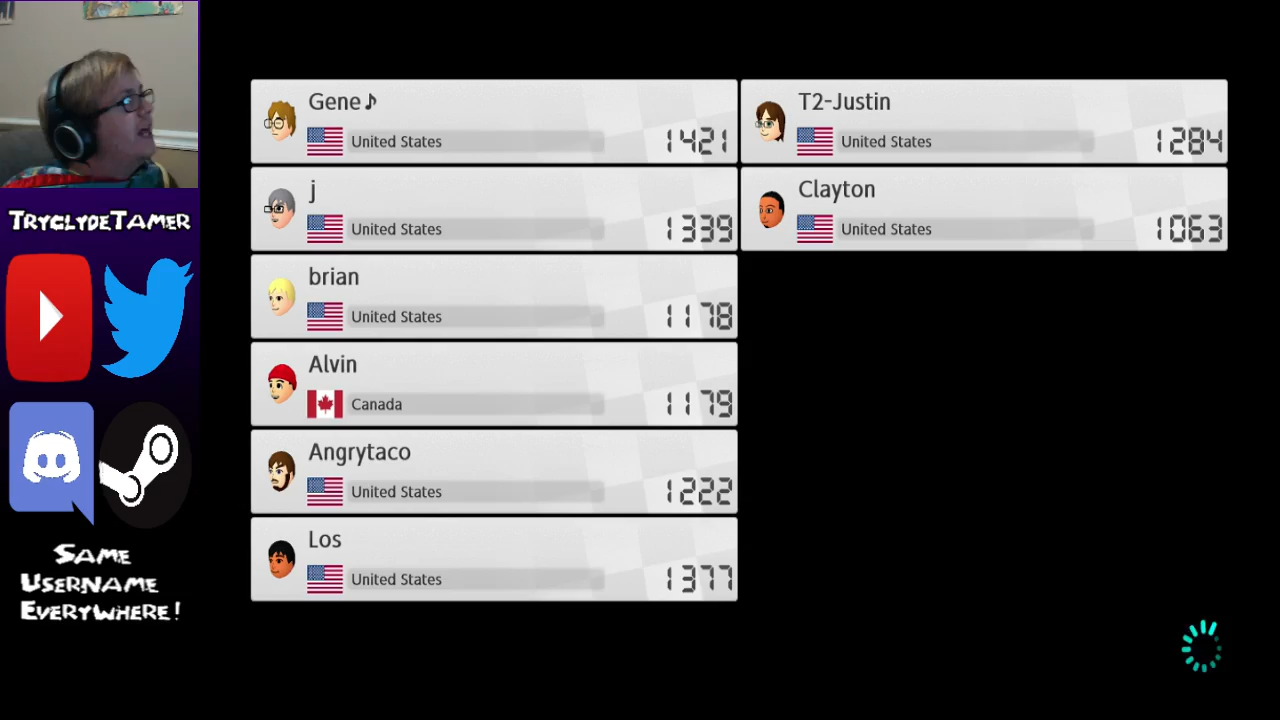 TRYCLYDETAMER
SAME
USERNAME
EVERYWHERE!
Gene♪
United States
1421
j
United States
1339
brian
United States
1178
Alvin
Canada
1179
Angrytaco
United States
1222
Los
United States
1377
T2-Justin
United States
1284
Clayton
United States
1063